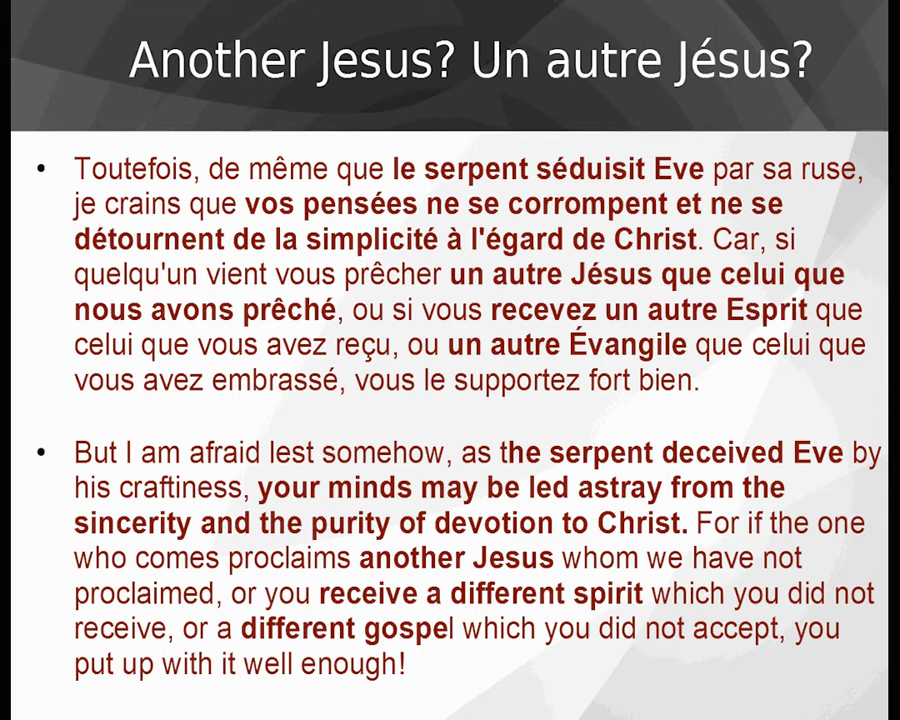 Another Jesus? Un autre Jésus?
• Toutefois, de même que le serpent séduisit Eve par sa ruse,
je crains que vos pensées ne se corrompent et ne se
détournent de la simplicité à l'égard de Christ. Car, si
quelqu'un vient vous prêcher un autre Jésus que celui que
nous avons prêché, ou si vous recevez un autre Esprit que
celui que vous avez reçu, ou un autre Évangile que celui que
vous avez embrassé, vous le supportez fort bien.
• But I am afraid lest somehow, as the serpent deceived Eve by
his craftiness, your minds may be led astray from the
sincerity and the purity of devotion to Christ. For if the one
who comes proclaims another Jesus whom we have not
proclaimed, or you receive a different spirit which you did not
receive, or a different gospel which you did not accept, you
put up with it well enough!